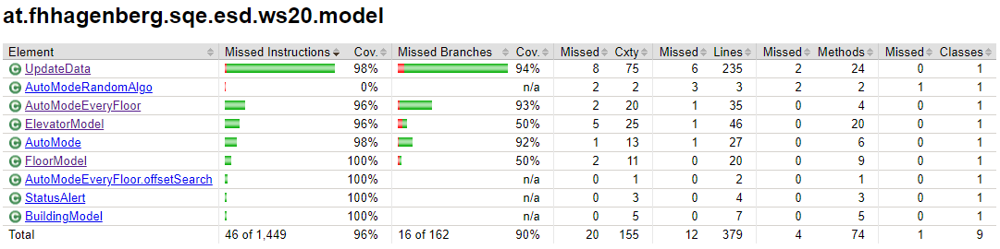 at.fhhagenberg.sqe.esd.ws20.model
Element Missed Instructions Cov. Missed Branches Cov. Missed Cxty Missed Lines Missed Methods Missed Classes
UpdateData 98% 94% 8 75 6 235 2 24 0 1
AutoModeRandomAlgo 0% n/a 2 2 3 3 2 2 1 1
AutoModeEveryFloor 96% 93% 2 20 1 35 0 4 0 1
ElevatorModel 96% 50% 5 25 1 46 0 20 0 1
AutoMode 98% 92% 1 13 1 27 0 6 0 1
FloorModel 100% 50% 2 11 0 20 0 9 0 1
AutoModeEveryFloor.offsetSearch 100% n/a 0 1 0 2 0 1 0 1
StatusAlert 100% n/a 0 3 0 4 0 3 0 1
BuildingModel 100% n/a 0 5 0 7 0 5 0 1
Total 46 of 1,449 96% 16 of 162 90% 20 155 12 379 4 74 1 9